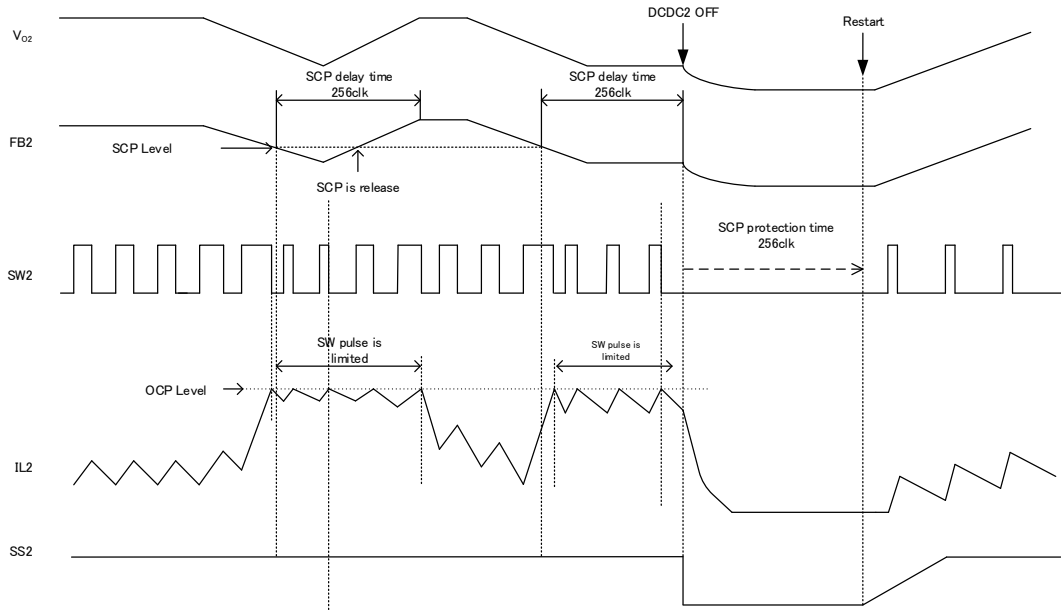 DCDC2 OFF
Restart
VO2
SCP delay time
256clk
SCP delay time
256clk
FB2
SCP Level
SCP is release
SCP protection time
256clk
SW2
SW pulse is
limited
SW pulse is
limited
OCP Level
IL2
SS2